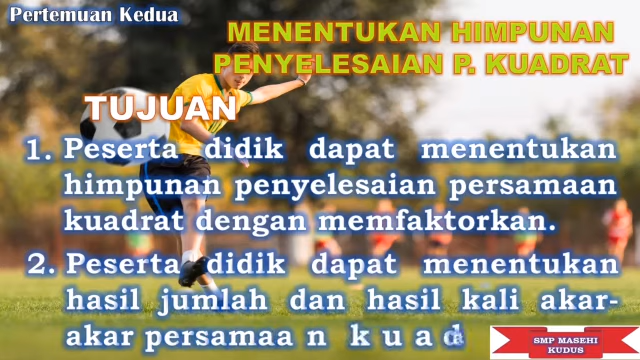 Pertemuan Kedua
MENENTUKAN HIMPUNAN
PENYELESAIAN P. KUADRAT
TUJUAN
1. Peserta didik dapat menentukan
himpunan penyelesaian persamaan
kuadrat dengan memfaktorkan.
2. Peserta didik dapat menentukan
hasil jumlah dan hasil kali akar-
akar persamaa n k u a d
SMP MASEHI
KUDUS